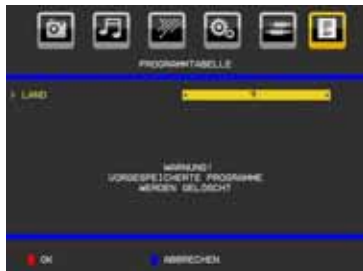 PROGRAMMTABELLE
LAND
WARNUNG!
VORGESPEICHERTE PROGRAMME
WERDEN GELÖSCHT
OK
ABBRECHEN